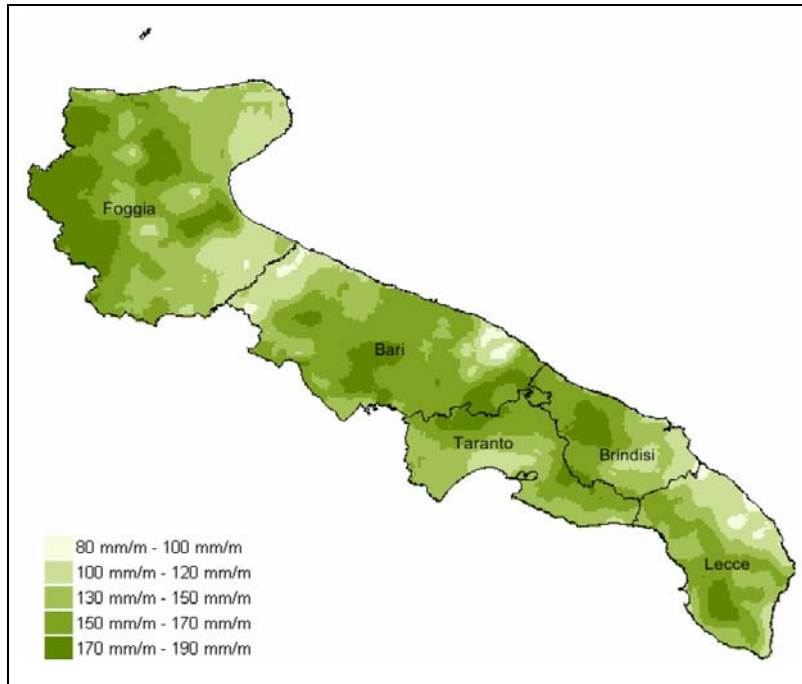 Foggia
Bari
Taranto
Brindisi
Lecce
80 mm/m - 100 mm/m
100 mm/m - 120 mm/m
130 mm/m - 150 mm/m
150 mm/m - 170 mm/m
170 mm/m - 190 mm/m